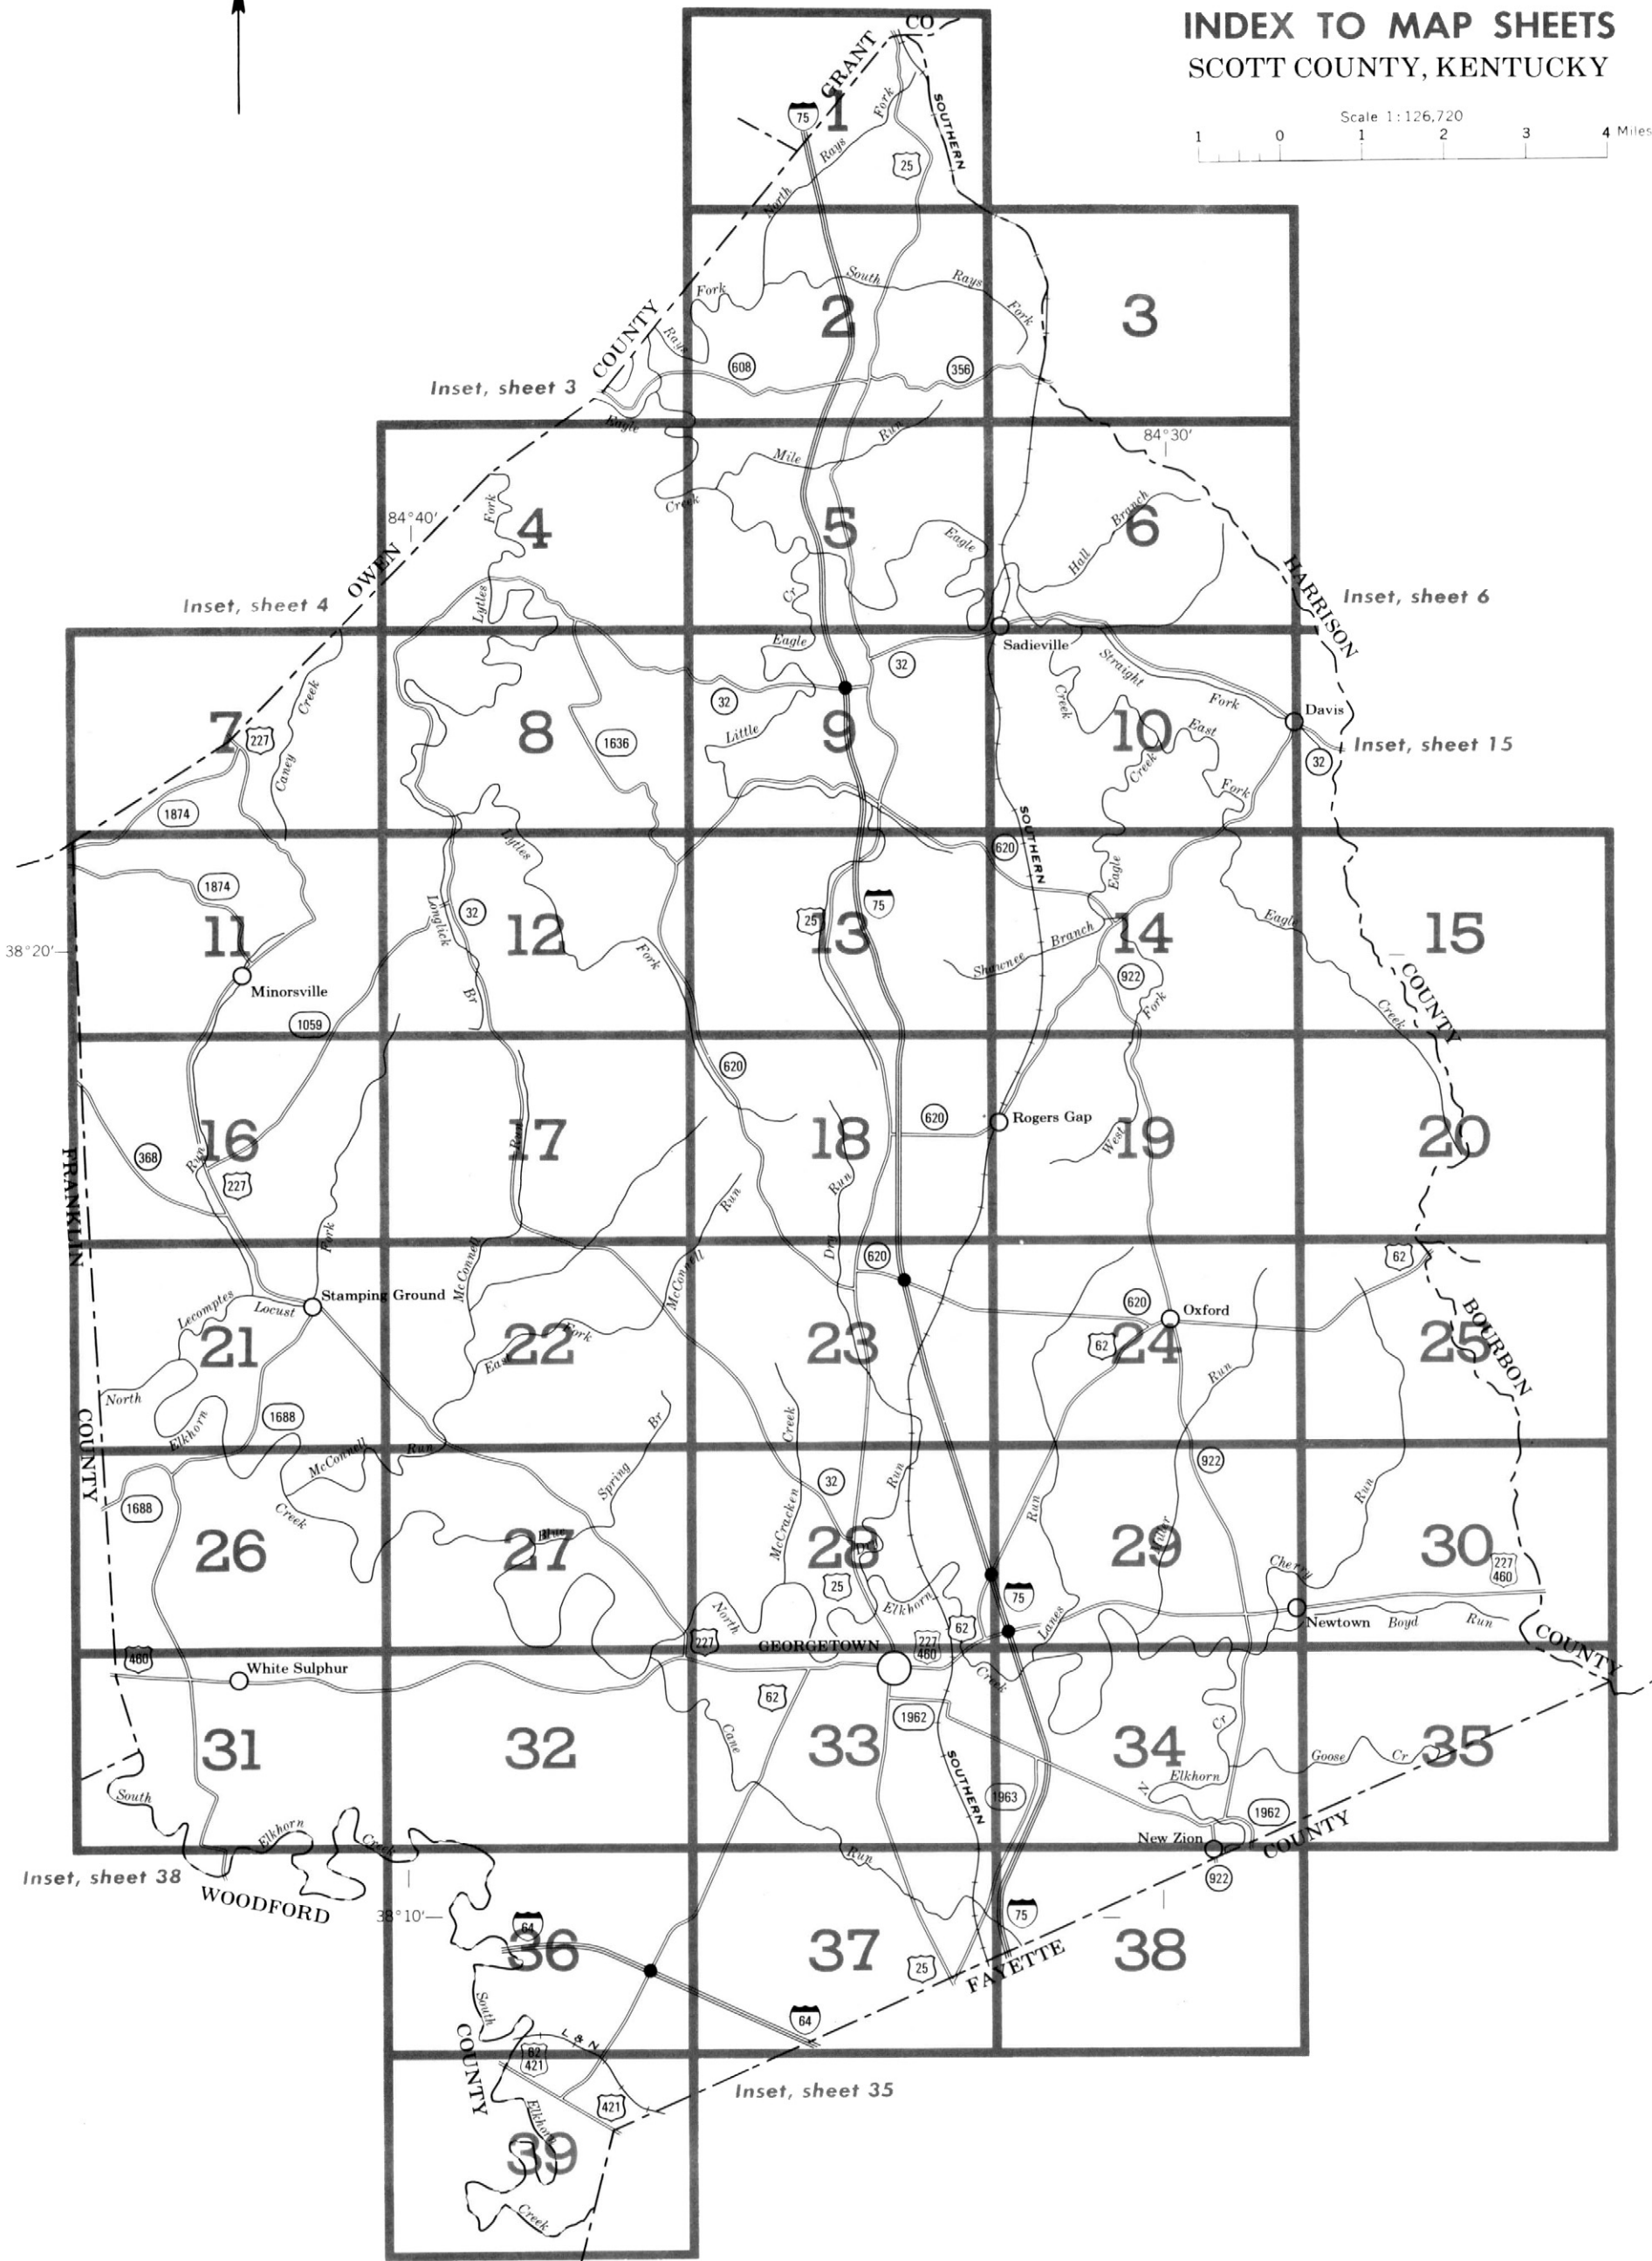 INDEX TO MAP SHEETS
SCOTT COUNTY, KENTUCKY
Scale 1:126,720
1 0 1 2 3 4 Miles
CO
GRANT
1
75
Fork
Rays
North
25
SOUTHERN
South
Rays
Fork
Fork
2
3
COUNTY
Rays
608
356
Inset, sheet 3
Eagle
Run
Mile
84°30'
Creek
84°40'
Fork
4
5
Eagle
Branch
6
Hall
HARRISON
OWEN
Inset, sheet 4
Lytles
Cr
Inset, sheet 6
Eagle
Sadieville
32
Straight
Creek
Fork
Creek
32
Davis
7
227
8
1636
Little
9
10
East
Inset, sheet 15
Creek
32
Caney
Fork
1874
Lytles
SOUTHERN
620
Eagle
1874
Longlick
32
75
25
11
12
13
14
15
Eagle
38°20'
Fork
Branch
Shawnee
922
COUNTY
Minorsville
Br
Fork
Creek
1059
620
620
Rogers Gap
16
17
18
19
20
368
Run
Run
West
227
Run
Run
FRANKLIN
Fork
Dry
McConnell
McConnell
620
62
Stamping Ground
Lecomptes
Locust
620
Oxford
BOURBON
21
22
Fork
23
62
24
25
East
Run
North
1688
Creek
Br
Elkhorn
COUNTY
McConnell
Run
922
32
Run
Spring
Run
Run
1688
Creek
McCracken
26
27
Blue
28
29
Miller
30
227
460
Cherry
25
75
Elkhorn
North
Lanes
62
Newtown
Boyd
Run
227
GEORGETOWN
227
460
COUNTY
460
White Sulphur
Creek
62
1962
Cane
Cr
31
32
33
34
Goose
Cr
35
SOUTHERN
Elkhorn
N
South
1963
1962
Elkhorn
Creek
New Zion
COUNTY
Run
Inset, sheet 38
922
WOODFORD
38°10'
75
64
36
37
38
25
FAYETTE
South
64
L & N
COUNTY
62
421
Inset, sheet 35
421
Elkhorn
39
Creek